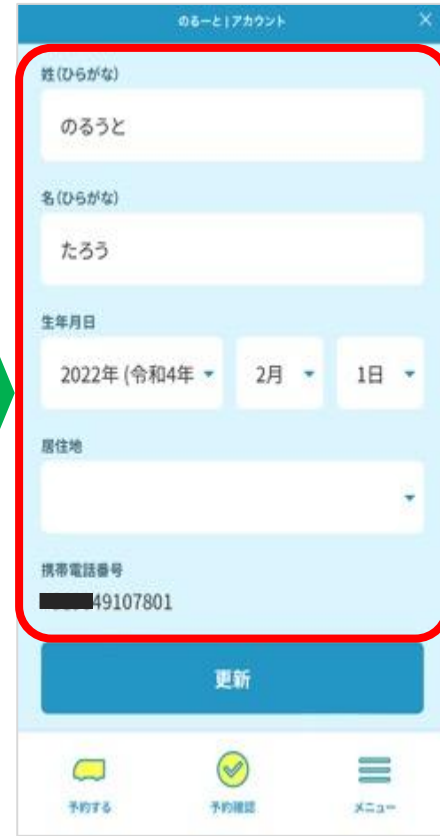 のるーと|アカウント
姓(ひらがな)
のるうと
名(ひらがな)
たろう
生年月日
2022年 (令和4年 2月 1日
居住地
携帯電話番号
49107801
更新
予約する 予約確認 メニュー